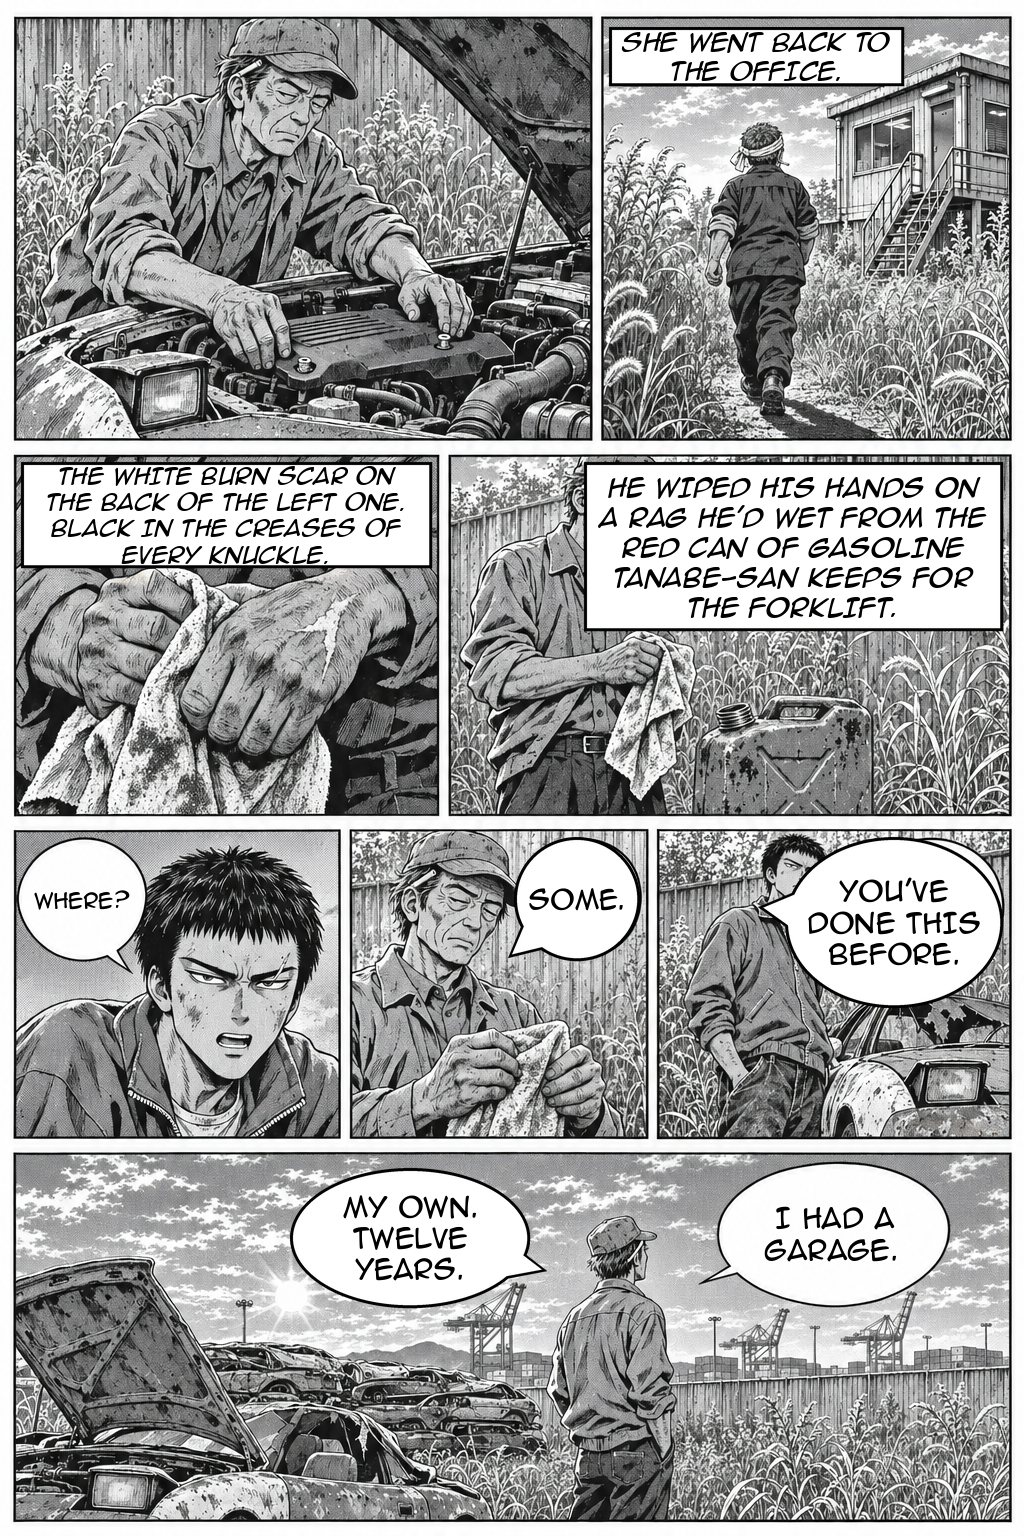 SHE WENT BACK TO
THE OFFICE.
HE WIPED HIS HANDS ON
A RAG HE'D WET FROM THE
RED CAN OF GASOLINE
TANABE-SAN KEEPS FOR
THE FORKLIFT.
THE WHITE BURN SCAR ON
THE BACK OF THE LEFT ONE.
BLACK IN THE CREASES OF
EVERY KNUCKLE.
YOU'VE
DONE THIS
BEFORE.
SOME.
WHERE?
I HAD A
GARAGE.
MY OWN.
TWELVE
YEARS.